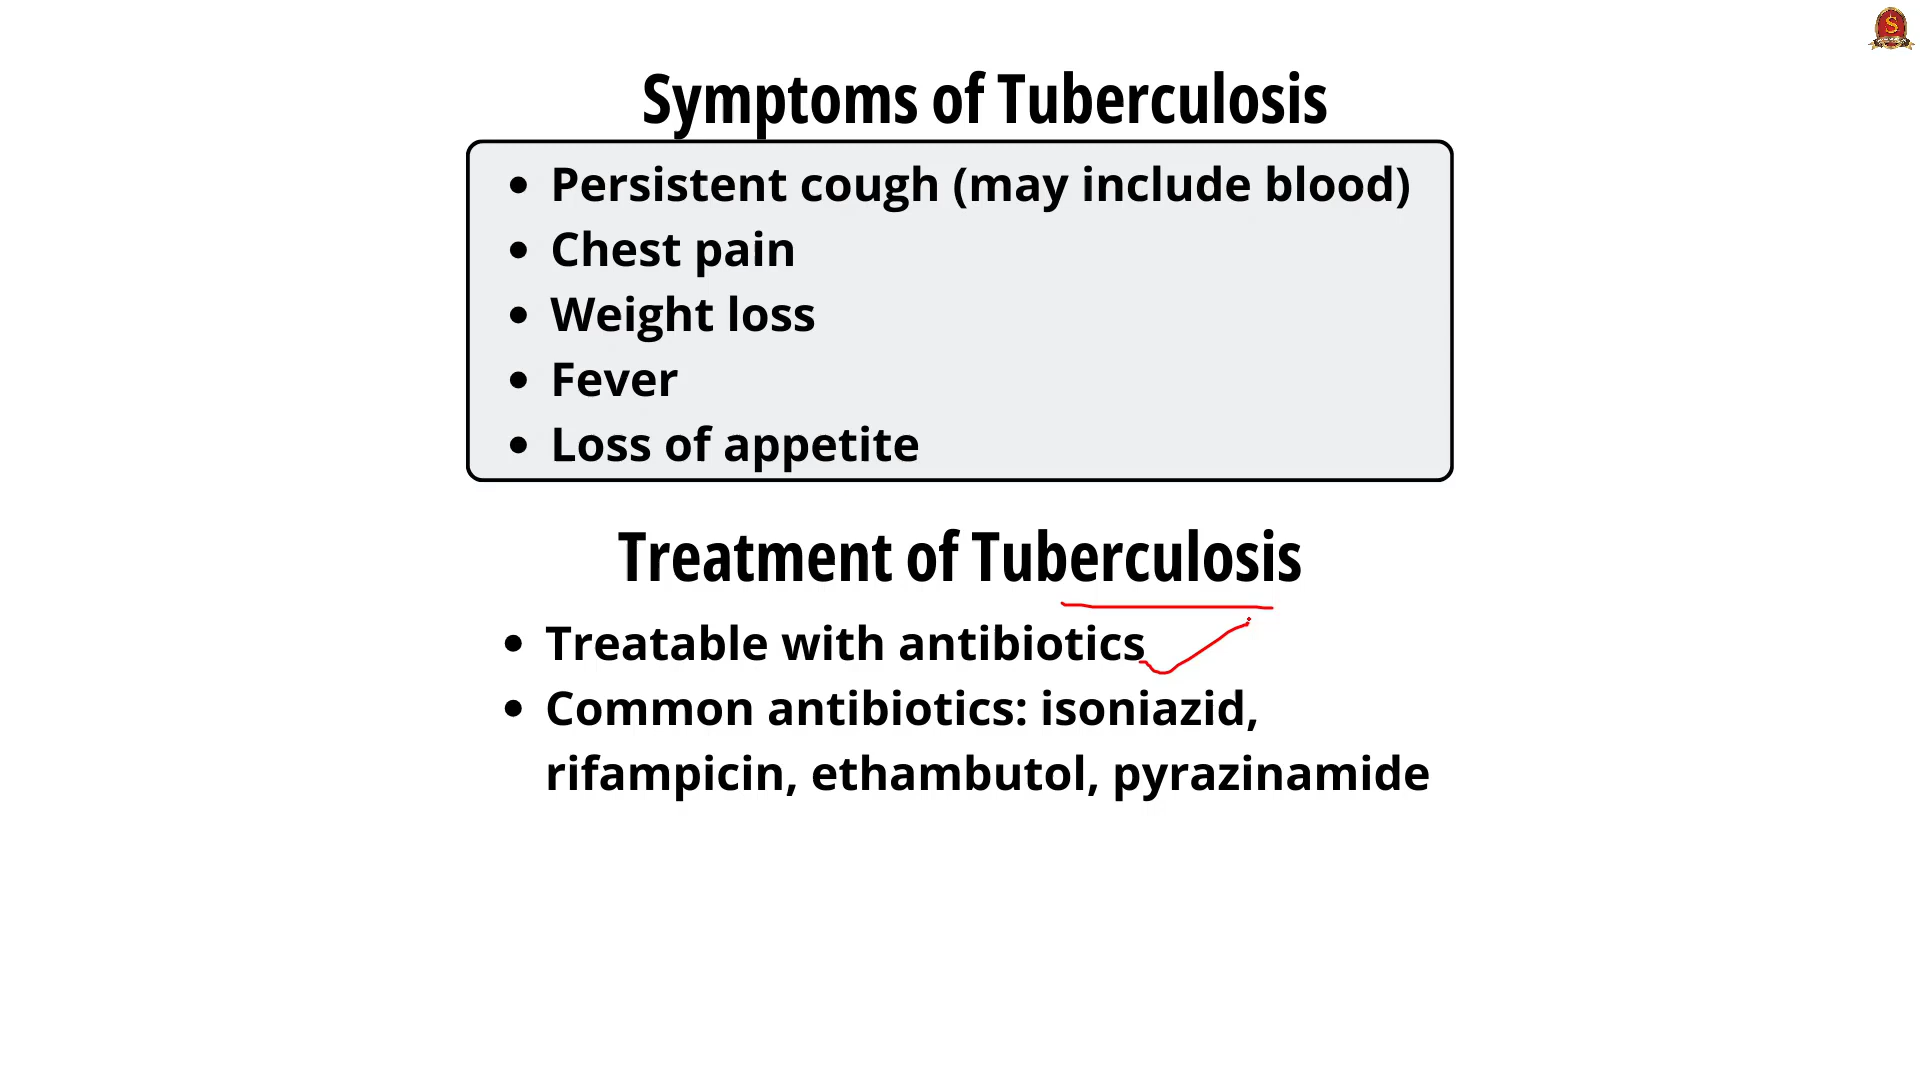 Symptoms of Tuberculosis
• Persistent cough (may include blood)
• Chest pain
• Weight loss
• Fever
• Loss of appetite
Treatment of Tuberculosis
• Treatable with antibiotics
• Common antibiotics: isoniazid,
rifampicin, ethambutol, pyrazinamide